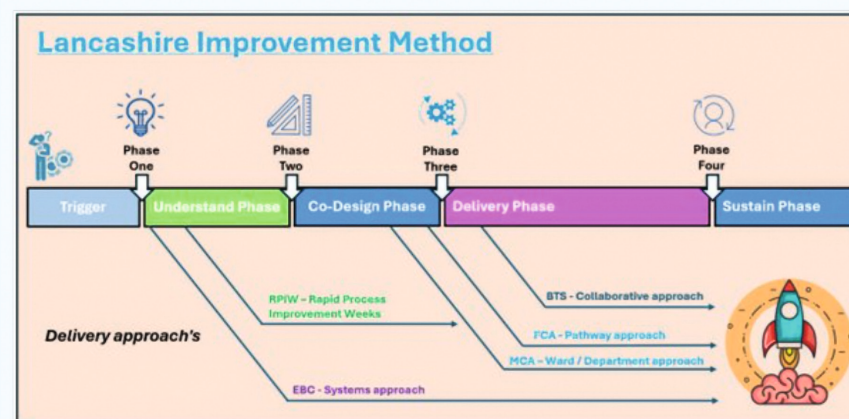 Lancashire Improvement Method
Phase
One
Phase
Two
Phase
Three
Phase
Four
Trigger
Understand Phase
Co-Design Phase
Delivery Phase
Sustain Phase
RPIW – Rapid Process
Improvement Weeks
BTS - Collaborative approach
Delivery approach's
FCA - Pathway approach
MCA – Ward / Department approach
EBC - Systems approach